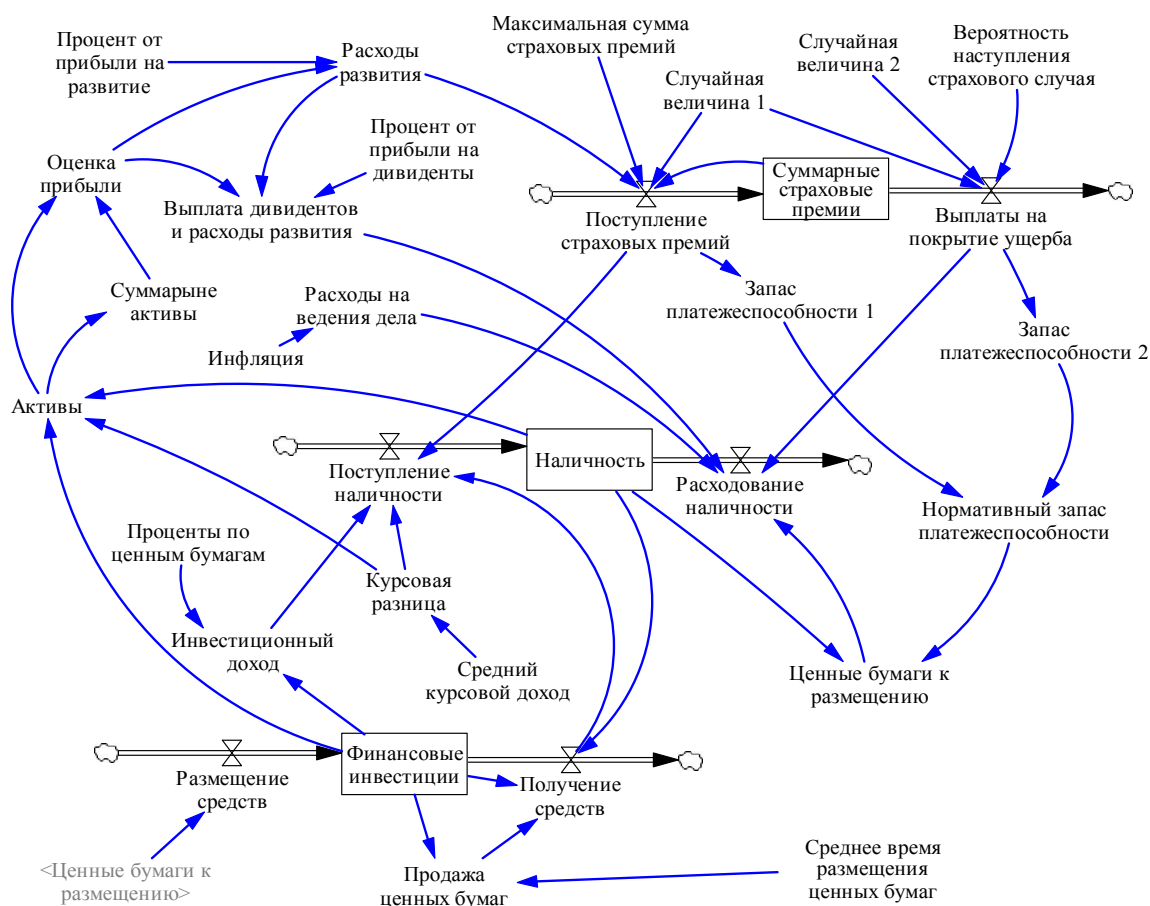 Процент от
прибыли на
развитие
Расходы
развития
Максимальная сумма
страховых премий
Случайная
величина 1
Случайная
величина 2
Вероятность
наступления
страхового случая
Оценка
прибыли
Процент от
прибыли на
дивиденты
Выплата дивидентов
и расходы развития
Суммарные
страховые
премии
Поступление
страховых премий
Выплаты на
покрытие ущерба
Суммарыне
активы
Расходы на
ведения дела
Инфляция
Запас
платежеспособности 1
Запас
платежеспособности 2
Активы
Поступление
наличности
Наличность
Расходование
наличности
Нормативный запас
платежеспособности
Проценты по
ценным бумагам
Курсовая
разница
Инвестиционный
доход
Средний
курсовой доход
Ценные бумаги к
размещению
Размещение
средств
Финансовые
инвестиции
Получение
средств
<Ценные бумаги к
размещению>
Продажа
ценных бумаг
Среднее время
размещения
ценных бумаг